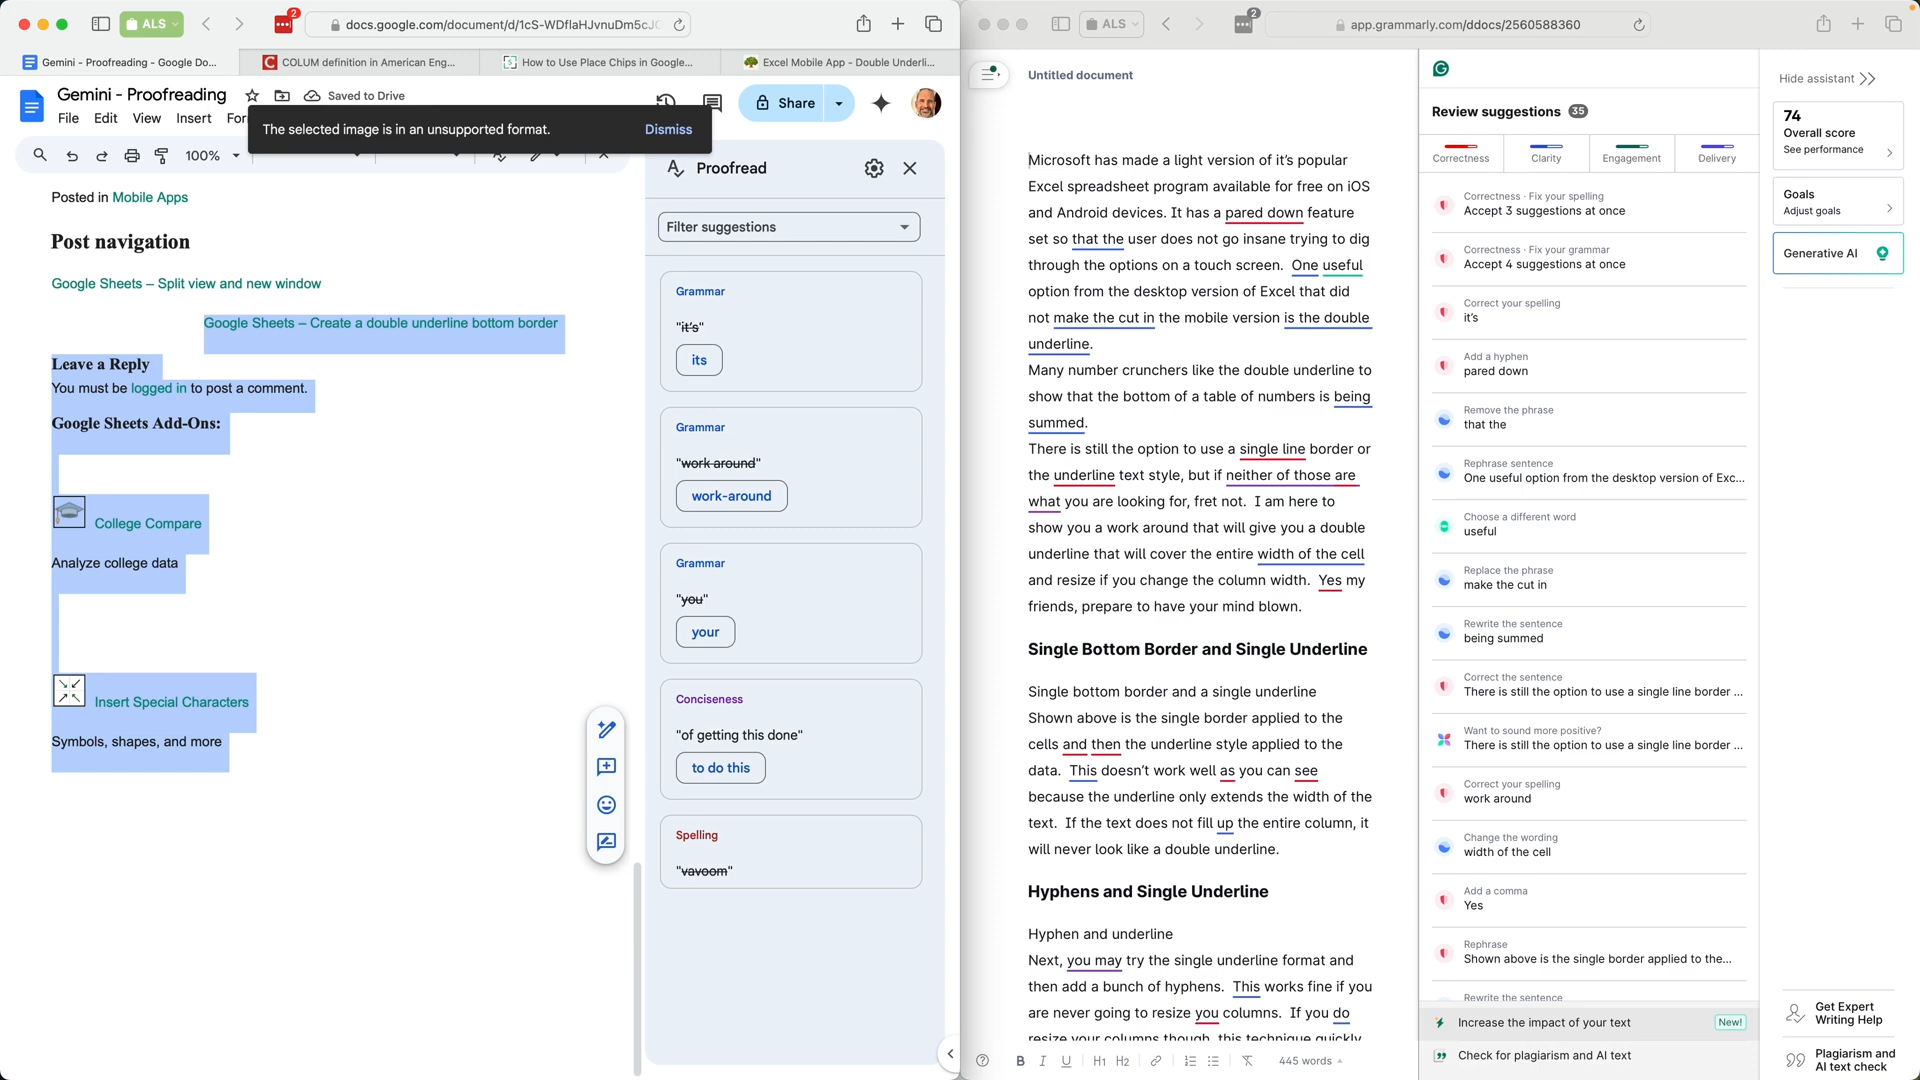 ALS
2
docs.google.com/document/d/1cS-WDflaHJvnuDm5cJC
Gemini - Proofreading - Google Do...
COLUM definition in American Eng...
How to Use Place Chips in Google...
Excel Mobile App - Double Underli...
Gemini - Proofreading
Saved to Drive
File Edit View Insert For
The selected image is in an unsupported format.
Dismiss
Share
100%
Posted in Mobile Apps
Post navigation
Google Sheets – Split view and new window
Google Sheets – Create a double underline bottom border
Leave a Reply
You must be logged in to post a comment.
Google Sheets Add-Ons:
College Compare
Analyze college data
Insert Special Characters
Symbols, shapes, and more
Proofread
Filter suggestions
Grammar
"it's"
its
Grammar
"work around"
work-around
Grammar
"you"
your
Conciseness
"of getting this done"
to do this
Spelling
"vavoom"
ALS
2
app.grammarly.com/ddocs/2560588360
Untitled document
Microsoft has made a light version of it's popular
Excel spreadsheet program available for free on iOS
and Android devices. It has a pared down feature
set so that the user does not go insane trying to dig
through the options on a touch screen.  One useful
option from the desktop version of Excel that did
not make the cut in the mobile version is the double
underline.
Many number crunchers like the double underline to
show that the bottom of a table of numbers is being
summed.
There is still the option to use a single line border or
the underline text style, but if neither of those are
what you are looking for, fret not.  I am here to
show you a work around that will give you a double
underline that will cover the entire width of the cell
and resize if you change the column width.  Yes my
friends, prepare to have your mind blown.
Single Bottom Border and Single Underline
Single bottom border and a single underline
Shown above is the single border applied to the
cells and then the underline style applied to the
data.  This doesn't work well as you can see
because the underline only extends the width of the
text.  If the text does not fill up the entire column, it
will never look like a double underline.
Hyphens and Single Underline
Hyphen and underline
Next, you may try the single underline format and
then add a bunch of hyphens.  This works fine if you
are never going to resize you columns.  If you do
resize your columns though, this technique quickly
B I U H1 H2
445 words
Review suggestions 35
Correctness
Clarity
Engagement
Delivery
Correctness · Fix your spelling
Accept 3 suggestions at once
Correctness · Fix your grammar
Accept 4 suggestions at once
Correct your spelling
it's
Add a hyphen
pared down
Remove the phrase
that the
Rephrase sentence
One useful option from the desktop version of Exc...
Choose a different word
useful
Replace the phrase
make the cut in
Rewrite the sentence
being summed
Correct the sentence
There is still the option to use a single line border ...
Want to sound more positive?
There is still the option to use a single line border ...
Correct your spelling
work around
Change the wording
width of the cell
Add a comma
Yes
Rephrase
Shown above is the single border applied to the...
Rewrite the sentence
Increase the impact of your text
New!
Check for plagiarism and AI text
Hide assistant
74
Overall score
See performance
Goals
Adjust goals
Generative AI
Get Expert
Writing Help
Plagiarism and
AI text check